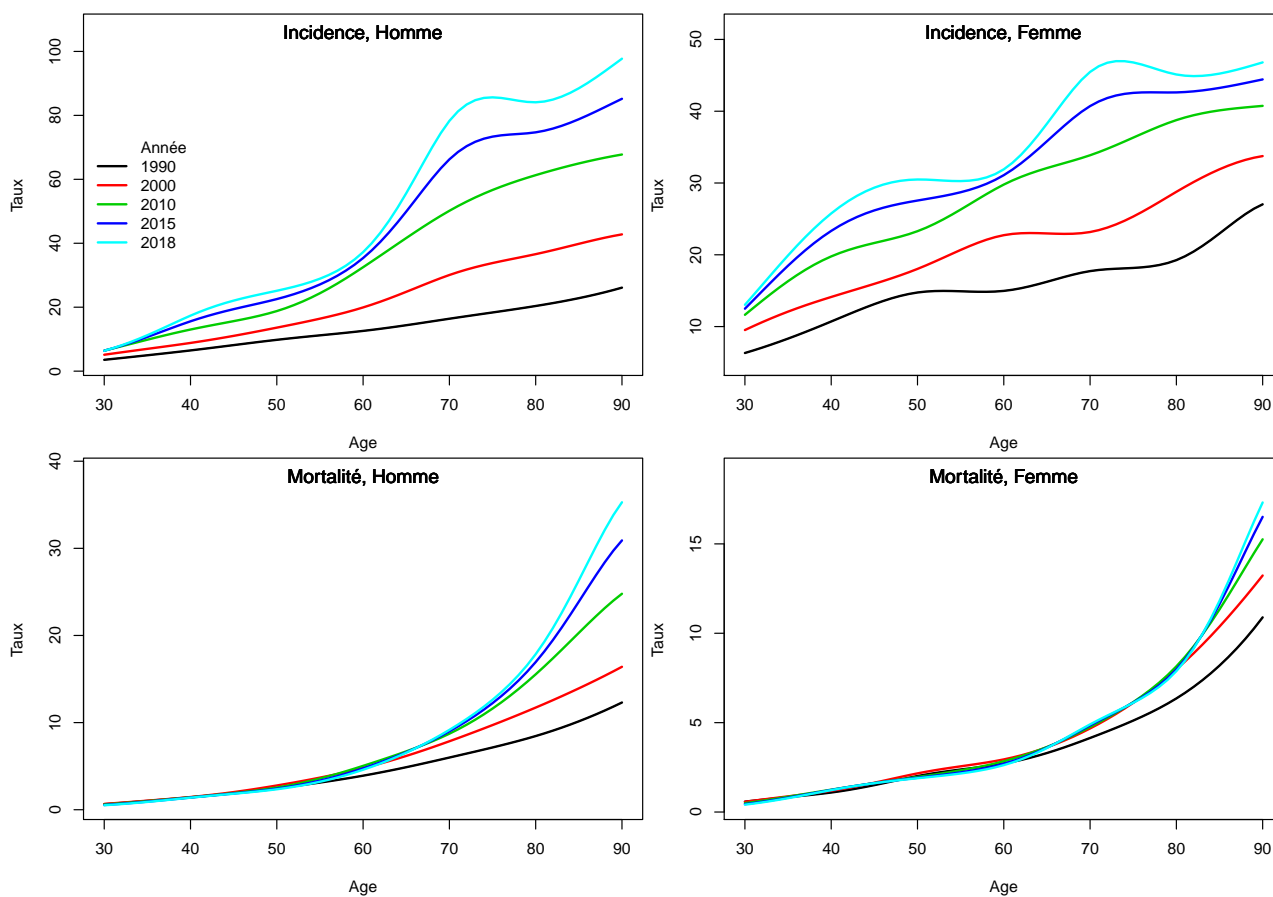 Incidence, Homme
Taux
0 20 40 60 80 100
Année
1990
2000
2010
2015
2018
30 40 50 60 70 80 90
Age
Incidence, Femme
Taux
10 20 30 40 50
30 40 50 60 70 80 90
Age
Mortalité, Homme
Taux
0 10 20 30 40
30 40 50 60 70 80 90
Age
Mortalité, Femme
Taux
0 5 10 15
30 40 50 60 70 80 90
Age